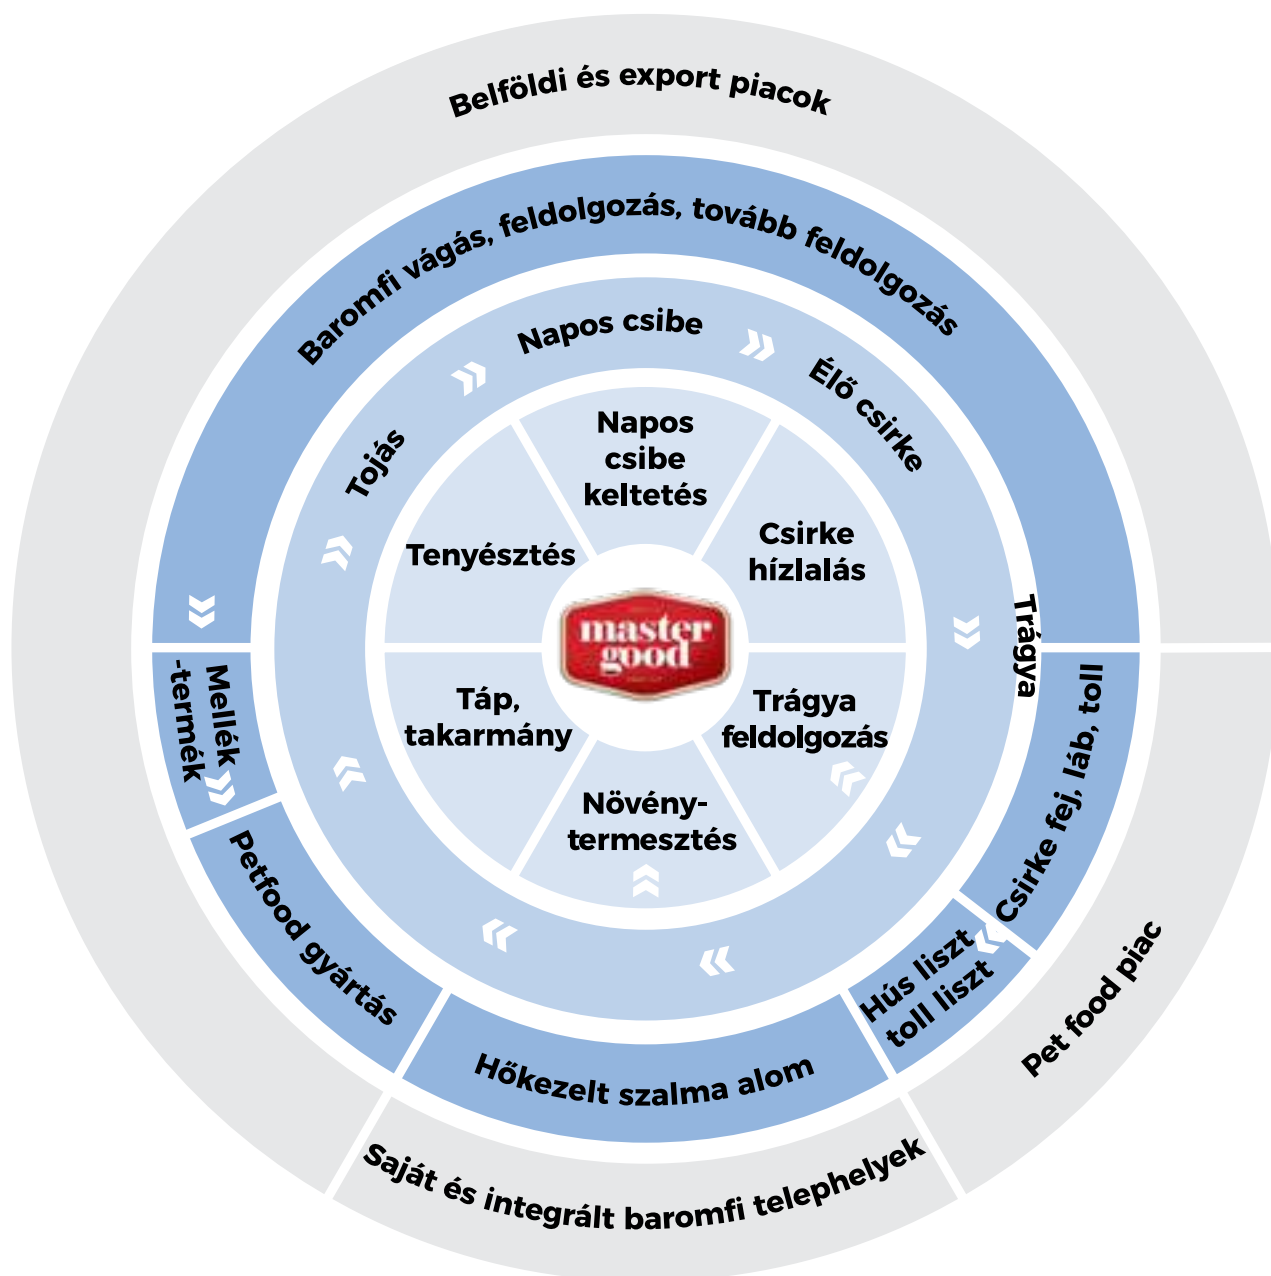 Belföldi és export piacok
Baromfi vágás, feldolgozás, tovább feldolgozás
Napos csibe
Élő csirke
Tojás
Napos
csibe
keltetés
Tenyésztés
Csirke
hízlalás
master
good
Trágya
Mellék
-termék
Táp,
takarmány
Trágya
feldolgozás
Növény-
termesztés
Csirke fej, láb, toll
Petfood gyártás
Hús liszt
toll liszt
Hőkezelt szalma alom
Pet food piac
Saját és integrált baromfi telephelyek